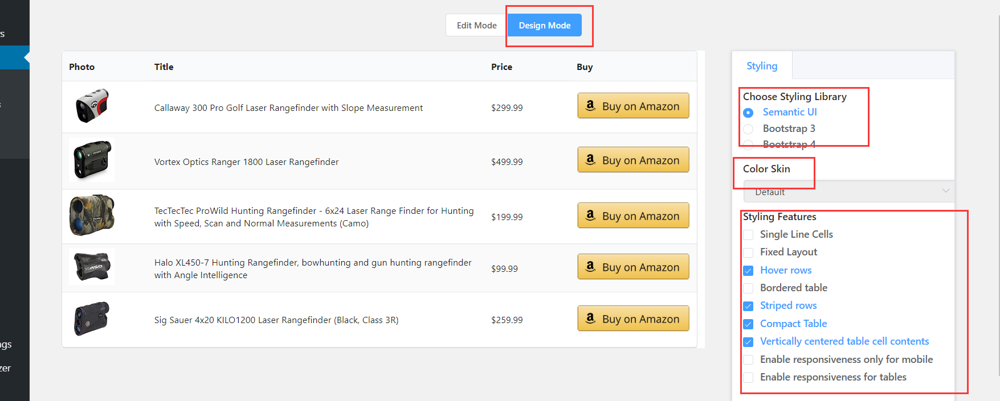 Edit Mode
Design Mode
Photo
Title
Price
Buy
Callaway 300 Pro Golf Laser Rangefinder with Slope Measurement
$299.99
Buy on Amazon
Vortex Optics Ranger 1800 Laser Rangefinder
$499.99
Buy on Amazon
TecTecTec ProWild Hunting Rangefinder - 6x24 Laser Range Finder for Hunting
with Speed, Scan and Normal Measurements (Camo)
$199.99
Buy on Amazon
Halo XL450-7 Hunting Rangefinder, bowhunting and gun hunting rangefinder
with Angle Intelligence
$99.99
Buy on Amazon
Sig Sauer 4x20 KILO1200 Laser Rangefinder (Black, Class 3R)
$259.99
Buy on Amazon
Styling
Choose Styling Library
Semantic UI
Bootstrap 3
Bootstrap 4
Color Skin
Default
Styling Features
Single Line Cells
Fixed Layout
Hover rows
Bordered table
Striped rows
Compact Table
Vertically centered table cell contents
Enable responsiveness only for mobile
Enable responsiveness for tables